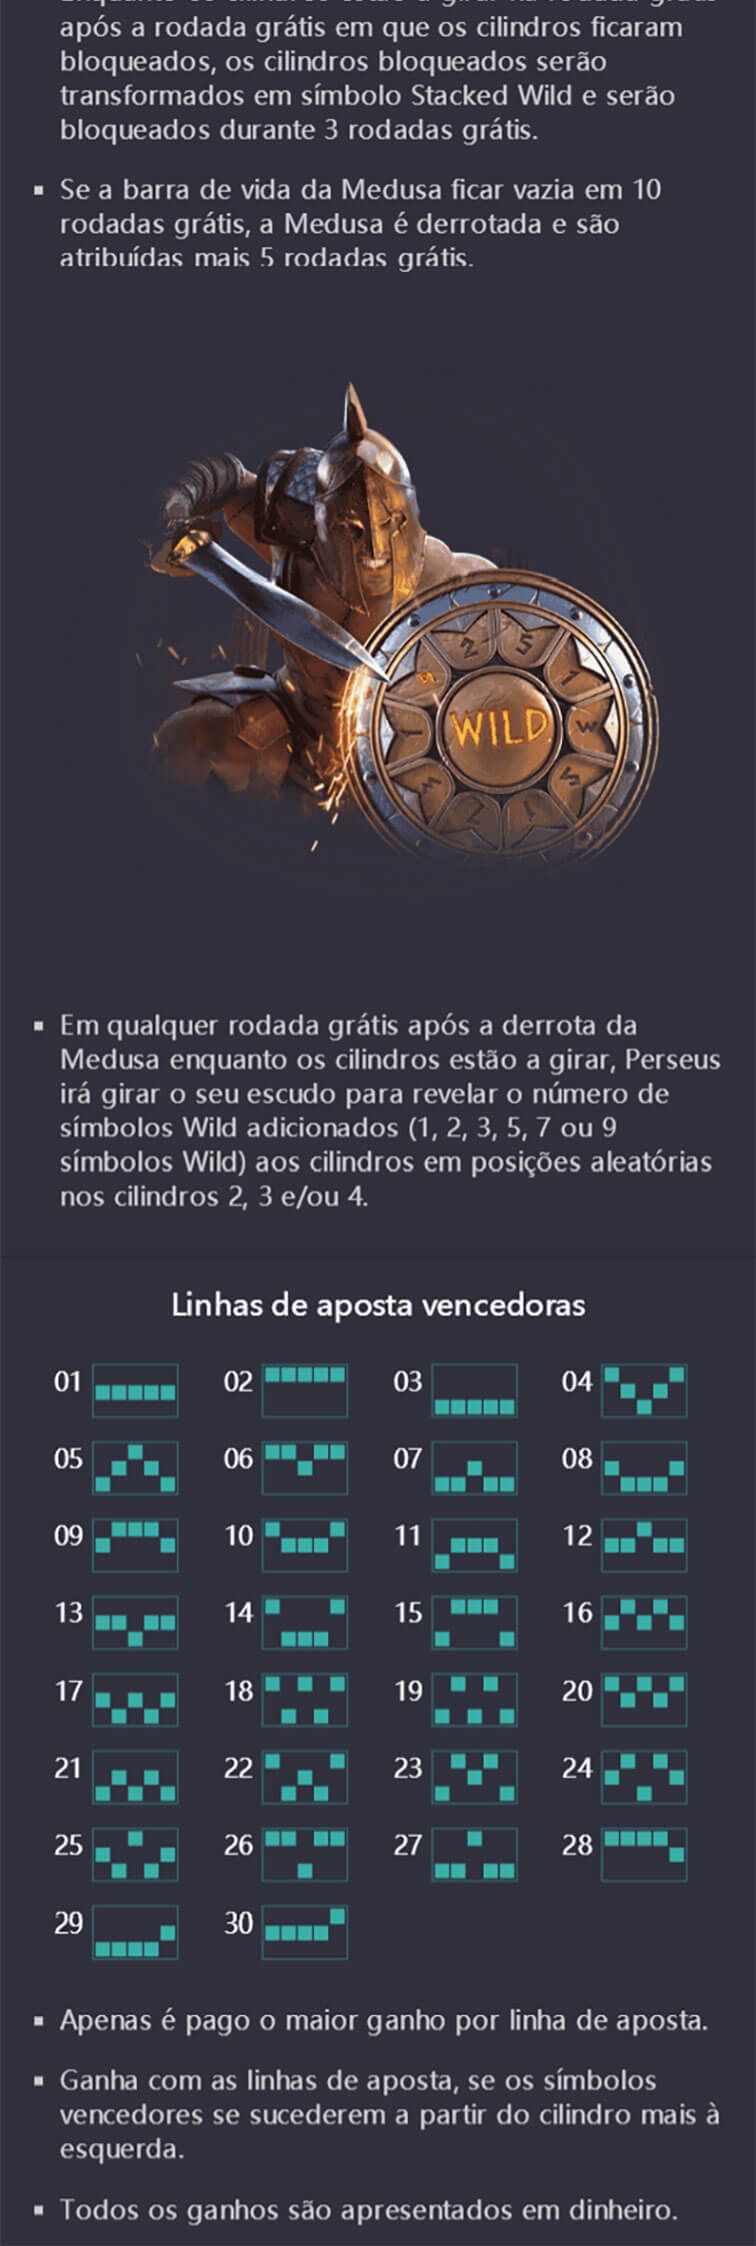 após a rodada grátis em que os cilindros ficaram
bloqueados, os cilindros bloqueados serão
transformados em símbolo Stacked Wild e serão
bloqueados durante 3 rodadas grátis.
▪ Se a barra de vida da Medusa ficar vazia em 10
rodadas grátis, a Medusa é derrotada e são
atribuídas mais 5 rodadas grátis.
WILD
▪ Em qualquer rodada grátis após a derrota da
Medusa enquanto os cilindros estão a girar, Perseus
irá girar o seu escudo para revelar o número de
símbolos Wild adicionados (1, 2, 3, 5, 7 ou 9
símbolos Wild) aos cilindros em posições aleatórias
nos cilindros 2, 3 e/ou 4.
Linhas de aposta vencedoras
01 02 03 04
05 06 07 08
09 10 11 12
13 14 15 16
17 18 19 20
21 22 23 24
25 26 27 28
29 30
▪ Apenas é pago o maior ganho por linha de aposta.
▪ Ganha com as linhas de aposta, se os símbolos
vencedores se sucederem a partir do cilindro mais à
esquerda.
▪ Todos os ganhos são apresentados em dinheiro.